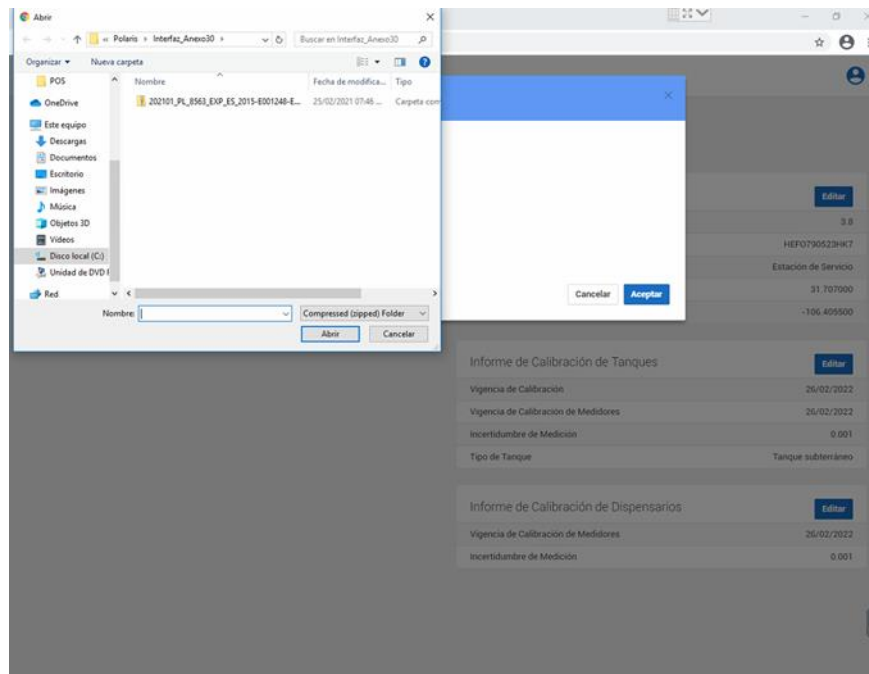 Abrir
« Polaris › Interfaz_Anexo30 ›
Buscar en Interfaz_Anexo30
Organizar
Nueva carpeta
POS
OneDrive
Este equipo
Descargas
Documentos
Escritorio
Imágenes
Música
Objetos 3D
Vídeos
Disco local (C:)
Unidad de DVD
Red
Nombre
Fecha de modifica...
Tipo
202101_PL_8563_EXP_ES_2015-E001248-E...
25/02/2021 07:46 ...
Carpeta com
Nombre:
Compressed (zipped) Folder
Abrir
Cancelar
Cancelar
Aceptar
Editar
3.8
HEFO790523HK7
Estación de Servicio
31.707000
-106.405500
Informe de Calibración de Tanques
Editar
Vigencia de Calibración
26/02/2022
Vigencia de Calibración de Medidores
26/02/2022
Incertidumbre de Medición
0.001
Tipo de Tanque
Tanque subterráneo
Informe de Calibración de Dispensarios
Editar
Vigencia de Calibración de Medidores
26/02/2022
Incertidumbre de Medición
0.001